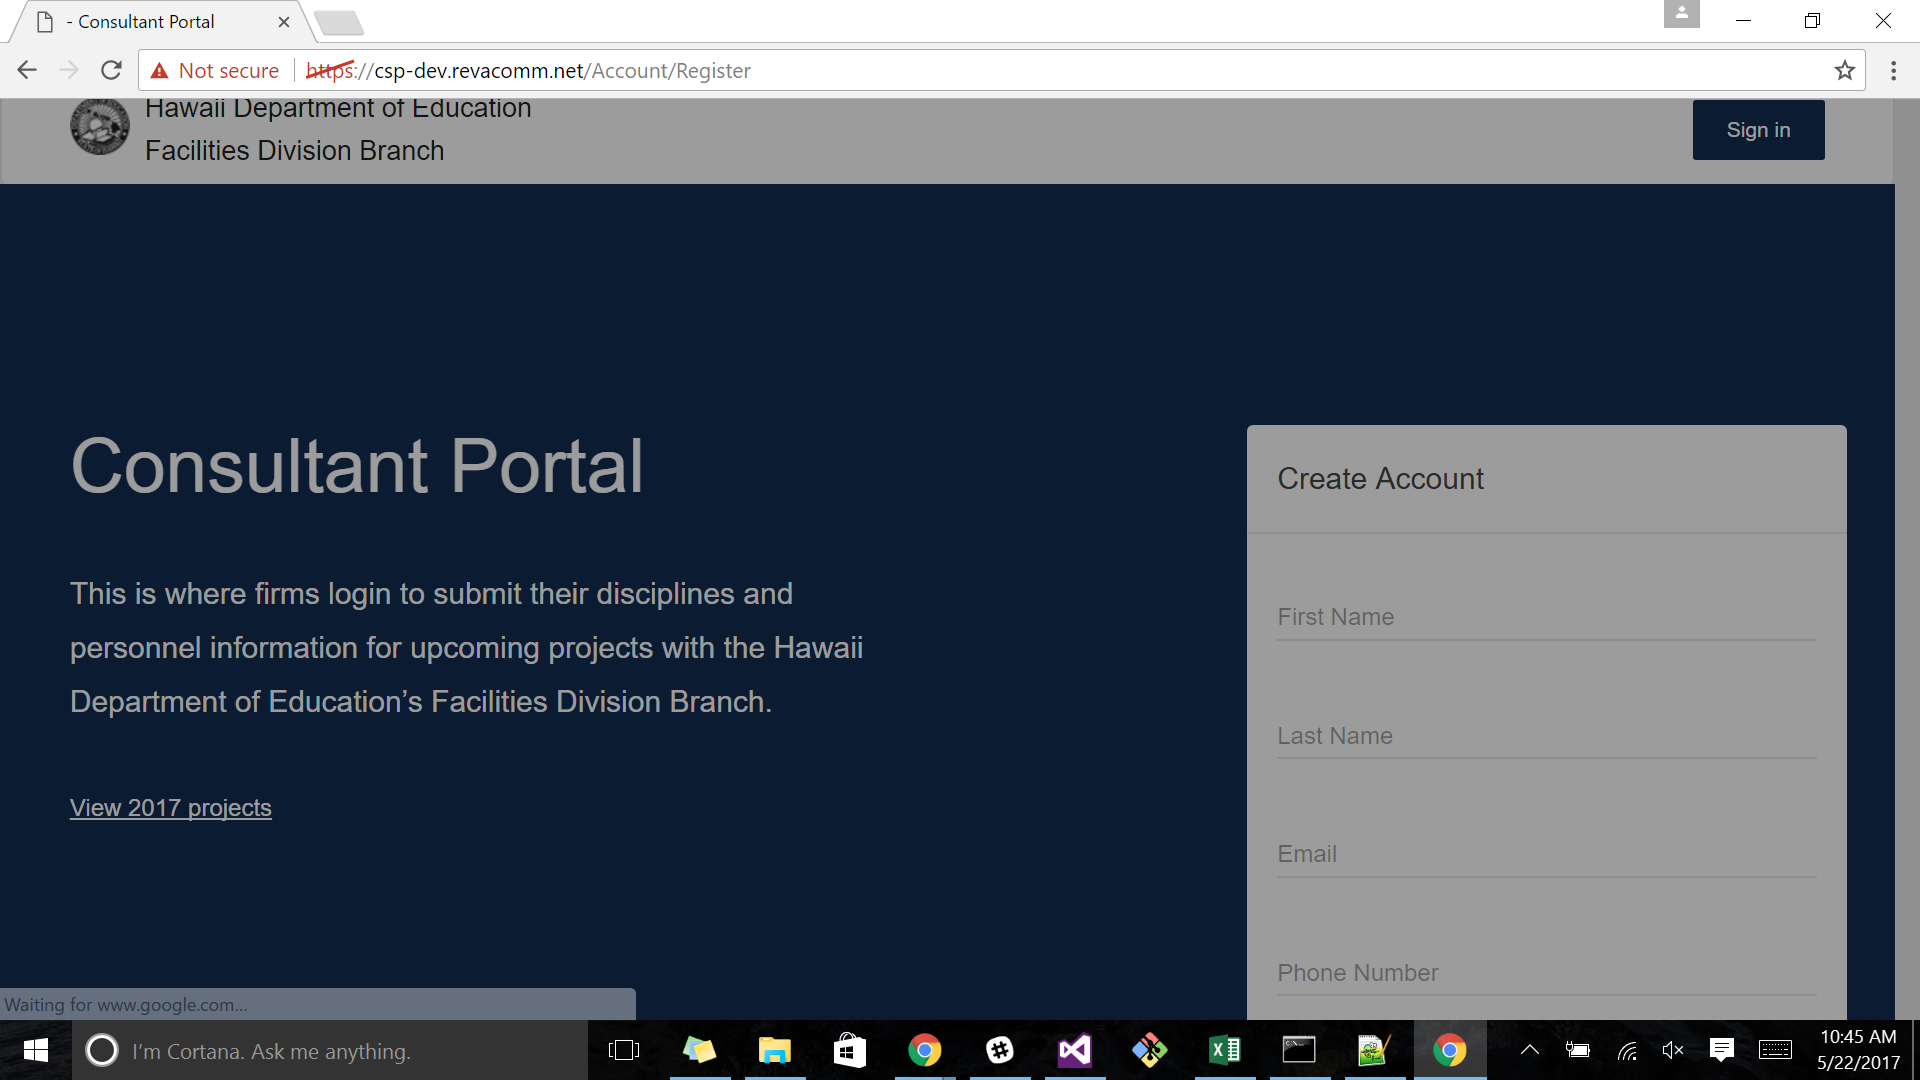 - Consultant Portal
Not secure
https://csp-dev.revacomm.net/Account/Register
Hawaii Department of Education
Facilities Division Branch
Sign in
Consultant Portal
This is where firms login to submit their disciplines and
personnel information for upcoming projects with the Hawaii
Department of Education’s Facilities Division Branch.
View 2017 projects
Create Account
First Name
Last Name
Email
Phone Number
Waiting for www.google.com...
I'm Cortana. Ask me anything.
10:45 AM
5/22/2017